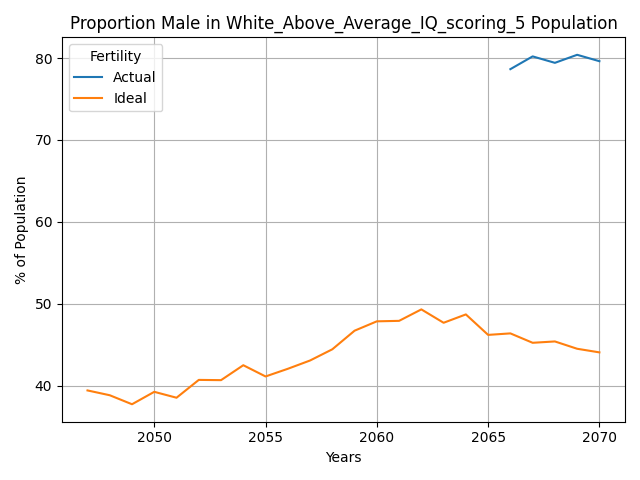 Proportion Male in White_Above_Average_IQ_scoring_5 Population
Fertility
Actual
Ideal
% of Population
80
70
60
50
40
2050
2055
2060
2065
2070
Years